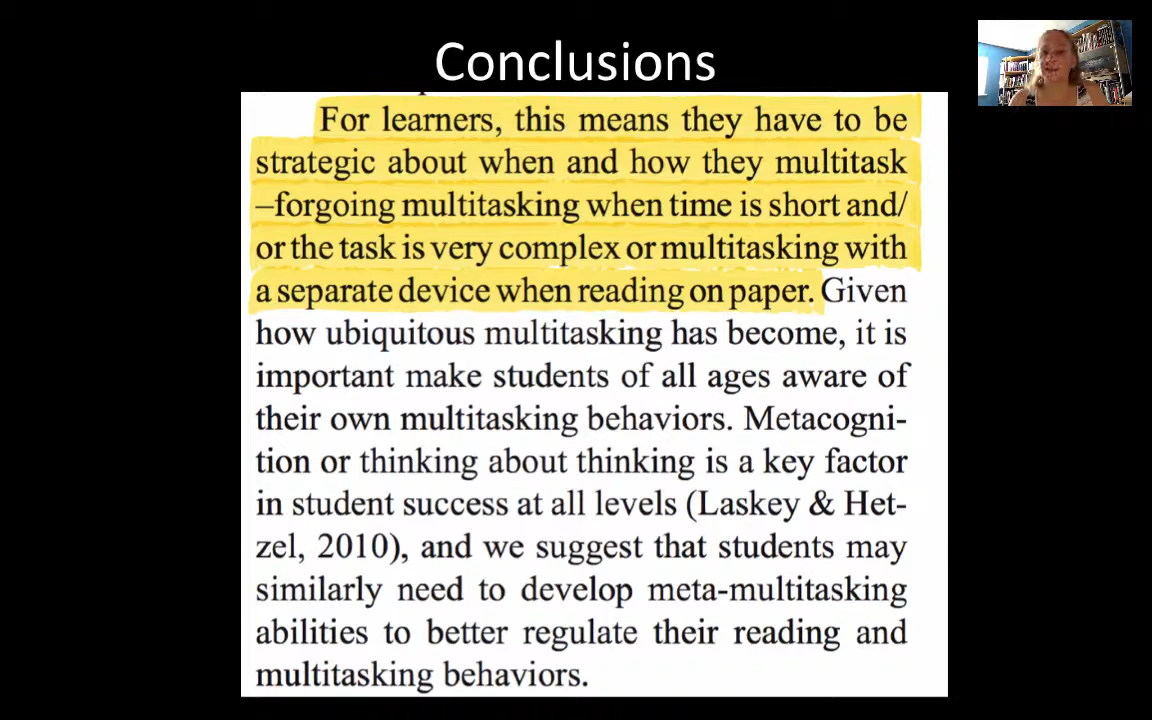 Conclusions
For learners, this means they have to be
strategic about when and how they multitask
–forgoing multitasking when time is short and/
or the task is very complex or multitasking with
a separate device when reading on paper. Given
how ubiquitous multitasking has become, it is
important make students of all ages aware of
their own multitasking behaviors. Metacogni-
tion or thinking about thinking is a key factor
in student success at all levels (Laskey & Het-
zel, 2010), and we suggest that students may
similarly need to develop meta-multitasking
abilities to better regulate their reading and
multitasking behaviors.